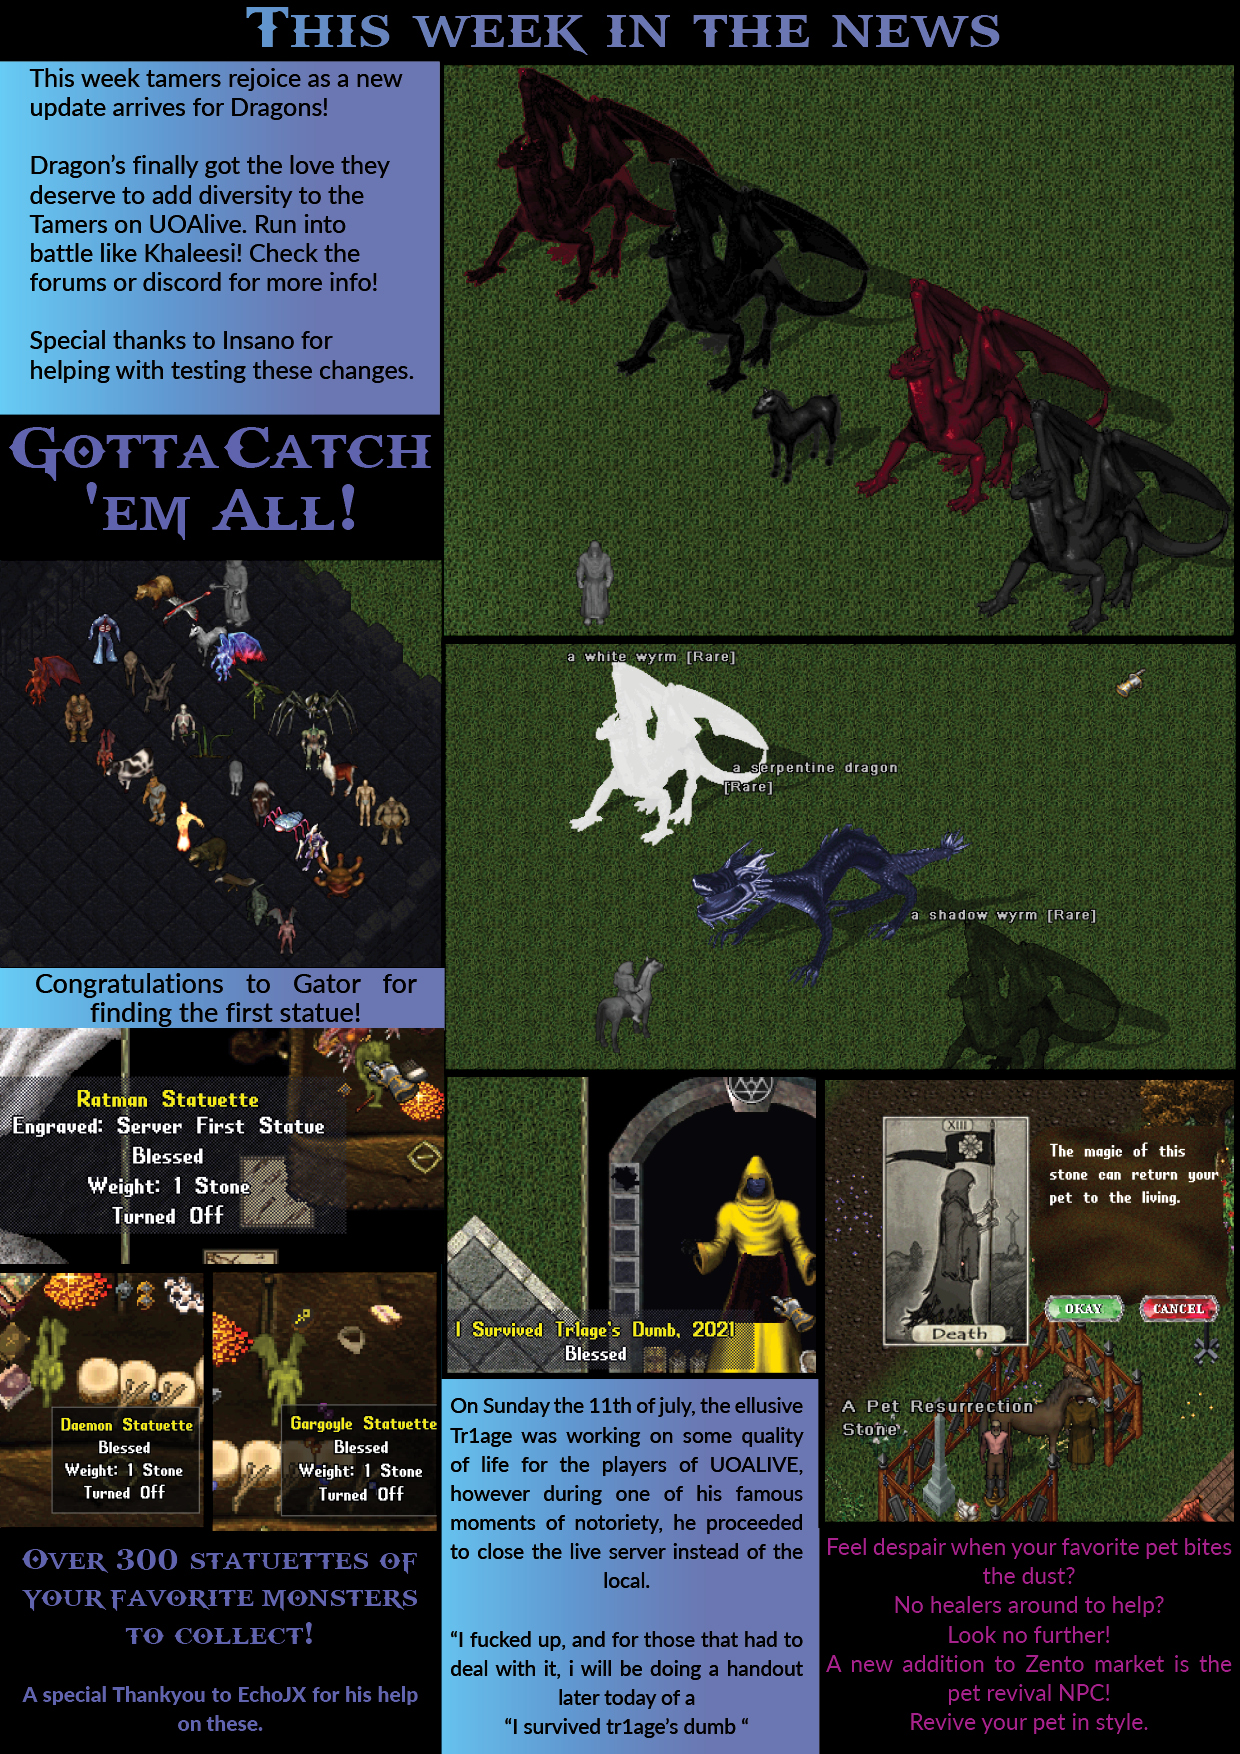 THIS WEEK IN THE NEWS
This week tamers rejoice as a new
update arrives for Dragons!
Dragon's finally got the love they
deserve to add diversity to the
Tamers on UOAlive. Run into
battle like Khaleesi! Check the
forums or discord for more info!
Special thanks to Insano for
helping with testing these changes.
GOTTA CATCH
'EM ALL!
a white wyrm [Rare]
a serpentine dragon
[Rare]
a shadow wyrm [Rare]
Congratulations to Gator for
finding the first statue!
Ratman Statuette
Engraved: Server First Statue
Blessed
Weight: 1 Stone
Turned Off
Daemon Statuette
Blessed
Weight: 1 Stone
Turned Off
Gargoyle Statuette
Blessed
Weight: 1 Stone
Turned Off
OVER 300 STATUETTES OF
YOUR FAVORITE MONSTERS
TO COLLECT!
A special Thankyou to EchoJX for his help
on these.
I Survived Tr1age's Dumb, 2021
Blessed
On Sunday the 11th of july, the ellusive
Tr1age was working on some quality
of life for the players of UOALIVE,
however during one of his famous
moments of notoriety, he proceeded
to close the live server instead of the
local.
“I fucked up, and for those that had to
deal with it, i will be doing a handout
later today of a
“I survived tr1age's dumb “
XIII
Death
The magic of this
stone can return your
pet to the living.
OKAY
CANCEL
A Pet Resurrection
Stone
Feel despair when your favorite pet bites
the dust?
No healers around to help?
Look no further!
A new addition to Zento market is the
pet revival NPC!
Revive your pet in style.